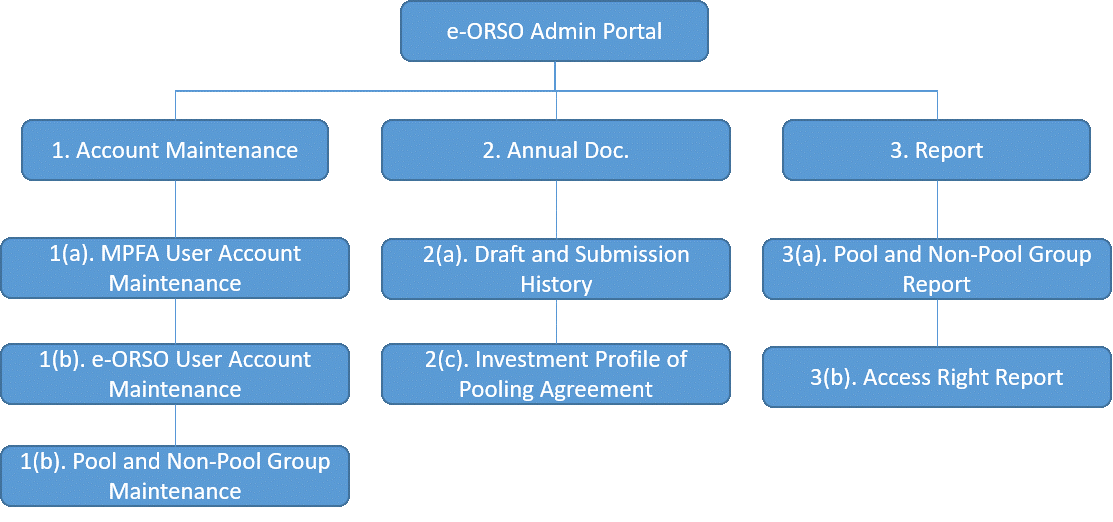 e-ORSO Admin Portal
1. Account Maintenance
2. Annual Doc.
3. Report
1(a). MPFA User Account
Maintenance
2(a). Draft and Submission
History
3(a). Pool and Non-Pool Group
Report
1(b). e-ORSO User Account
Maintenance
2(c). Investment Profile of
Pooling Agreement
3(b). Access Right Report
1(b). Pool and Non-Pool Group
Maintenance